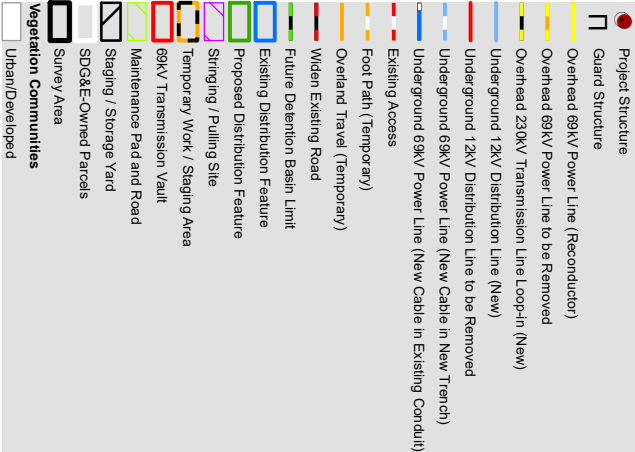 Project Structure
Guard Structure
Overhead 69kV Power Line (Reconductor)
Overhead 69kV Power Line to be Removed
Overhead 230kV Transmission Line Loop-in (New)
Underground 12kV Distribution Line (New)
Underground 12kV Distribution Line to be Removed
Underground 69kV Power Line (New Cable in New Trench)
Underground 69kV Power Line (New Cable in Existing Conduit)
Existing Access
Foot Path (Temporary)
Overland Travel (Temporary)
Widen Existing Road
Future Detention Basin Limit
Existing Distribution Feature
Proposed Distribution Feature
Stringing / Pulling Site
Temporary Work / Staging Area
69kV Transmission Vault
Maintenance Pad and Road
Staging / Storage Yard
SDG&E-Owned Parcels
Survey Area
Vegetation Communities
Urban/Developed